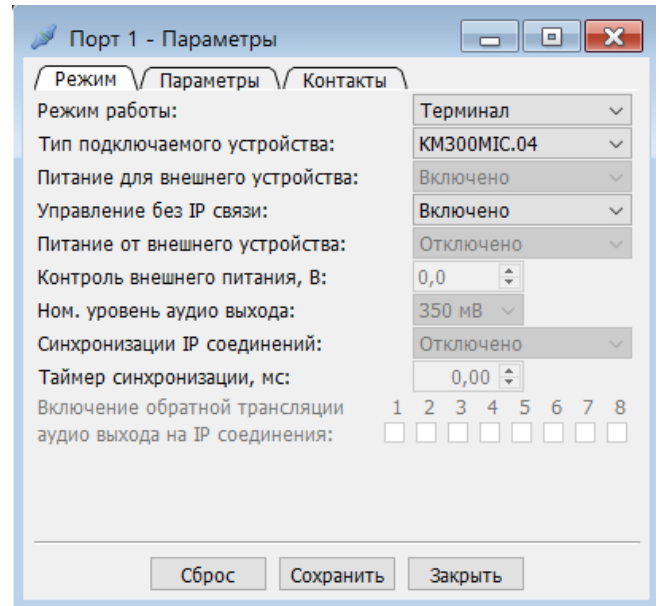 Порт 1 - Параметры
Режим Параметры Контакты
Режим работы: Терминал
Тип подключаемого устройства: КМ300MIC.04
Питание для внешнего устройства: Включено
Управление без IP связи: Включено
Питание от внешнего устройства: Отключено
Контроль внешнего питания, В: 0,0
Ном. уровень аудио выхода: 350 мВ
Синхронизации IP соединений: Отключено
Таймер синхронизации, мс: 0,00
Включение обратной трансляции 1 2 3 4 5 6 7 8
аудио выхода на IP соединения:
Сброс Сохранить Закрыть